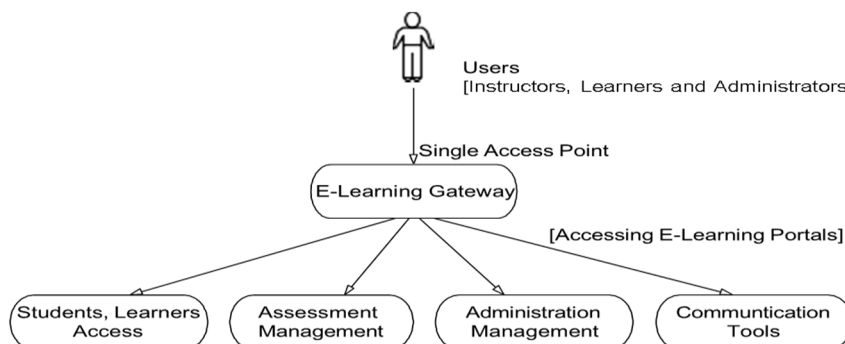 Users
[Instructors, Learners and Administrators
Single Access Point
E-Learning Gateway
[Accessing E-Learning Portals]
Students, Learners
Access
Assessment
Management
Administration
Management
Communtication
Tools